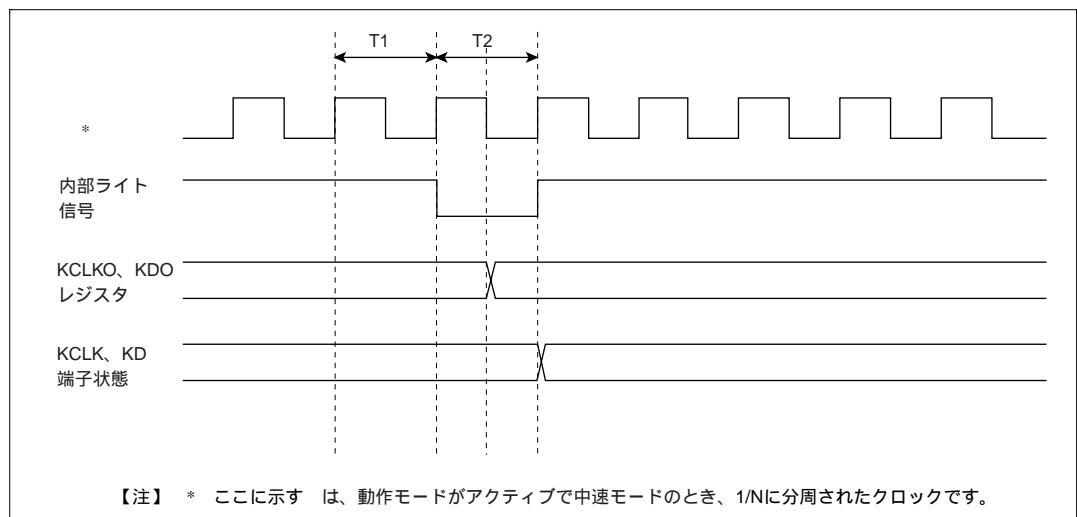 T1 T2
*
内部ライト
信号
KCLKO、KDO
レジスタ
KCLK、KD
端子状態
【注】 * ここに示す は、動作モードがアクティブで中速モードのとき、1/Nに分周されたクロックです。